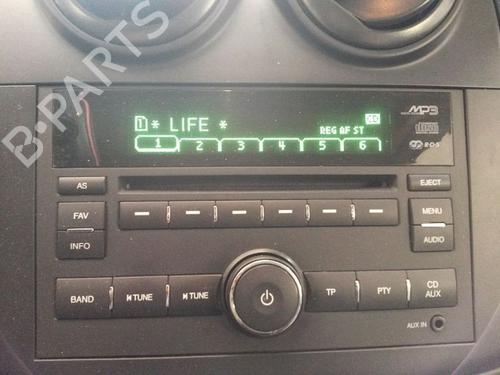 1 * LIFE *
REG AF ST
1 2 3 4 5 6
MP3
RDS
AS
EJECT
FAV
MENU
INFO
AUDIO
BAND
TUNE
TUNE
TP
PTY
CD
AUX
AUX IN
B-PARTS